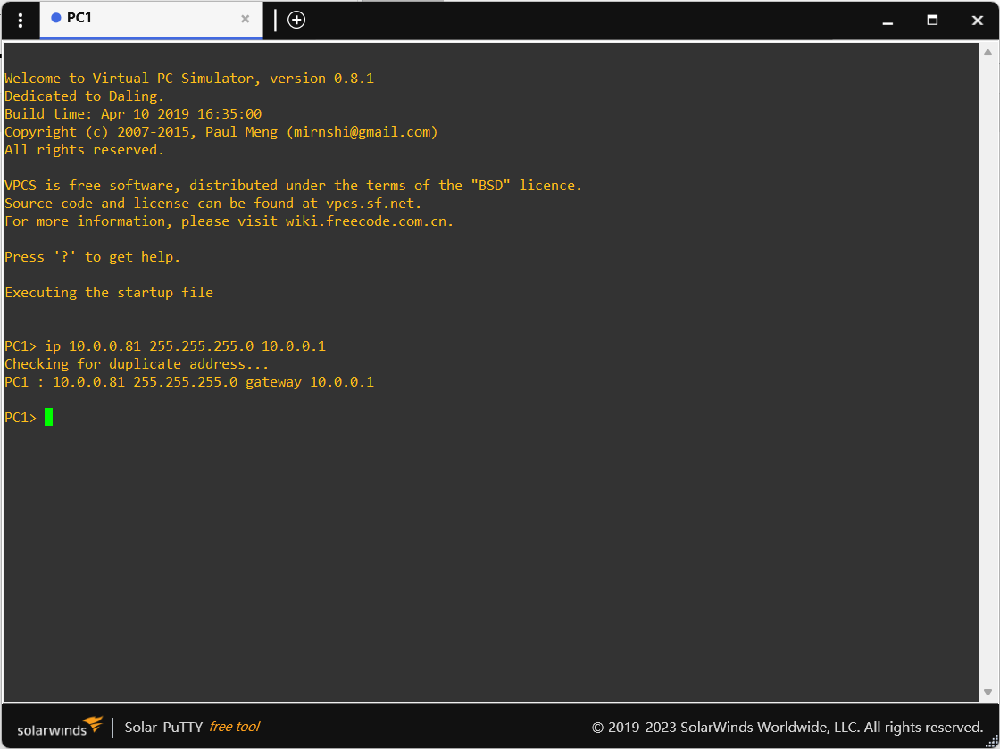 PC1
Welcome to Virtual PC Simulator, version 0.8.1
Dedicated to Daling.
Build time: Apr 10 2019 16:35:00
Copyright (c) 2007-2015, Paul Meng (mirnshi@gmail.com)
All rights reserved.
VPCS is free software, distributed under the terms of the "BSD" licence.
Source code and license can be found at vpcs.sf.net.
For more information, please visit wiki.freecode.com.cn.
Press '?' to get help.
Executing the startup file
PC1> ip 10.0.0.81 255.255.255.0 10.0.0.1
Checking for duplicate address...
PC1 : 10.0.0.81 255.255.255.0 gateway 10.0.0.1
PC1>
solarwinds Solar-PuTTY free tool © 2019-2023 SolarWinds Worldwide, LLC. All rights reserved.